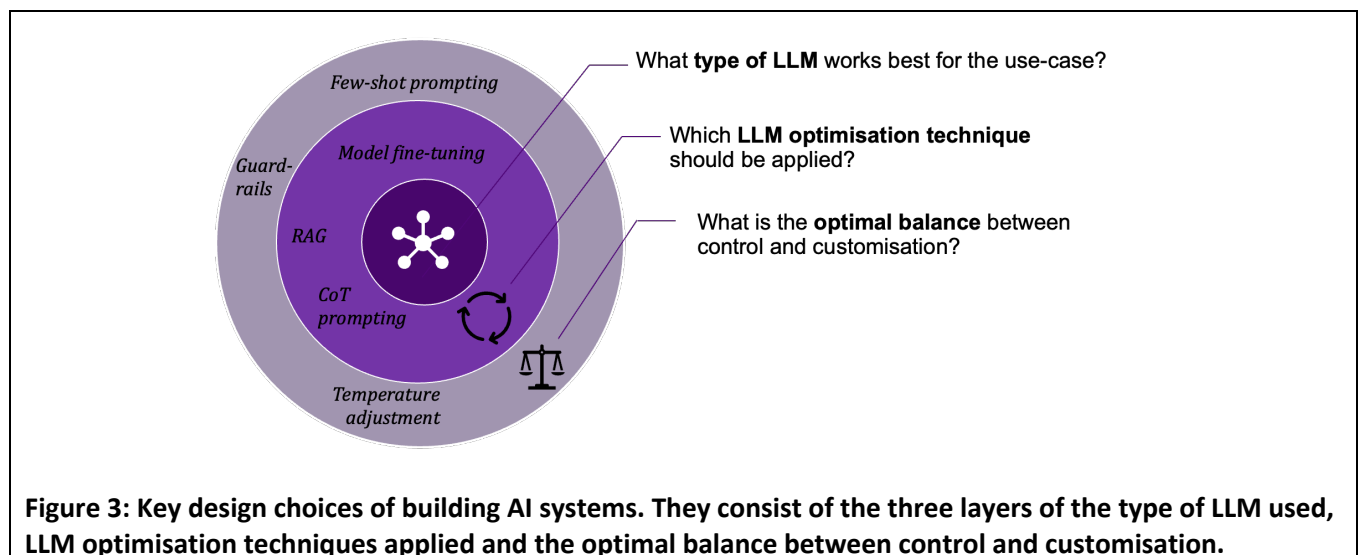 Few-shot prompting
What type of LLM works best for the use-case?
Model fine-tuning
Which LLM optimisation technique
should be applied?
Guard-
rails
RAG
What is the optimal balance between
control and customisation?
CoT
prompting
Temperature
adjustment
Figure 3: Key design choices of building AI systems. They consist of the three layers of the type of LLM used,
LLM optimisation techniques applied and the optimal balance between control and customisation.